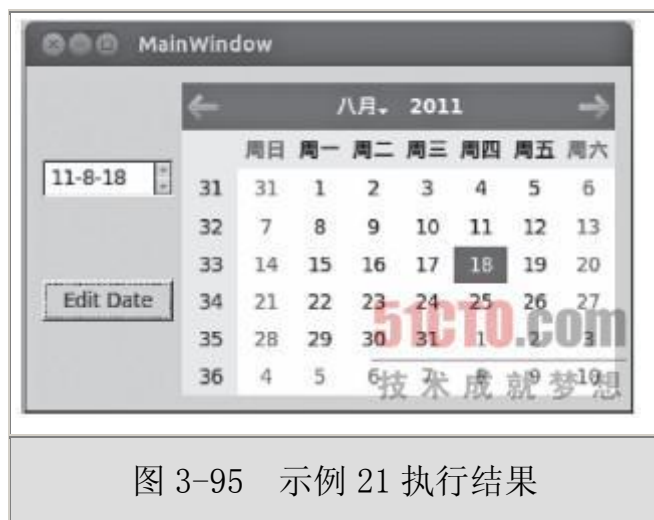 MainWindow
八月 2011
周日 周一 周二 周三 周四 周五 周六
11-8-18
31 31 1 2 3 4 5 6
32 7 8 9 10 11 12 13
33 14 15 16 17 18 19 20
Edit Date
34 21 22 23 24 25 26 27
35 28 29 30 31 1 2 3
36 4 5 6 7 8 9 10
51CTO.com
技术成就梦想
图 3-95 示例 21 执行结果